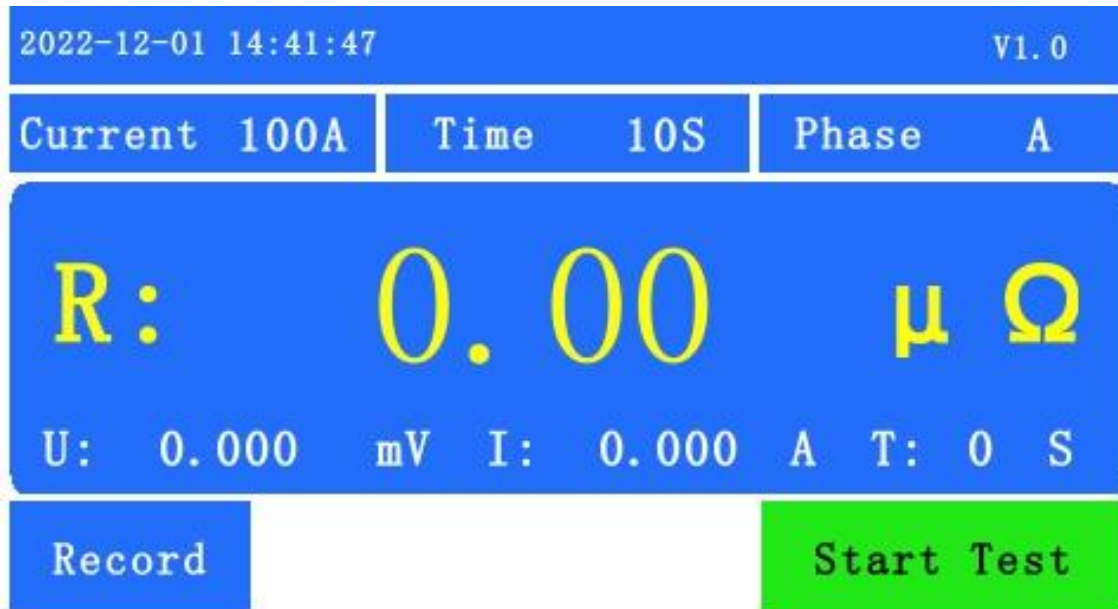 2022-12-01 14:41:47 V1.0
Current 100A Time 10S Phase A
R: 0.00 μΩ
U: 0.000 mV I: 0.000 A T: 0 S
Record Start Test